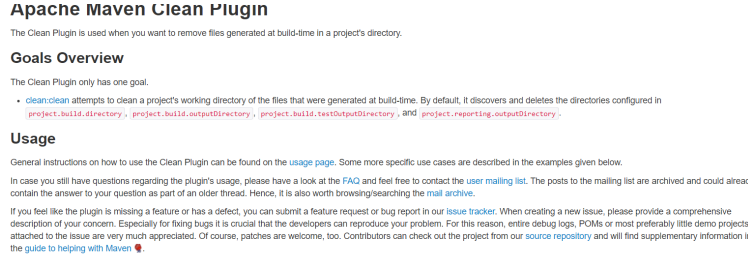 Apache Maven Clean Plugin
The Clean Plugin is used when you want to remove files generated at build-time in a project's directory.
Goals Overview
The Clean Plugin only has one goal.
• clean:clean attempts to clean a project's working directory of the files that were generated at build-time. By default, it discovers and deletes the directories configured in
project.build.directory, project.build.outputDirectory, project.build.testOutputDirectory, and project.reporting.outputDirectory.
Usage
General instructions on how to use the Clean Plugin can be found on the usage page. Some more specific use cases are described in the examples given below.
In case you still have questions regarding the plugin's usage, please have a look at the FAQ and feel free to contact the user mailing list. The posts to the mailing list are archived and could alread
contain the answer to your question as part of an older thread. Hence, it is also worth browsing/searching the mail archive.
If you feel like the plugin is missing a feature or has a defect, you can submit a feature request or bug report in our issue tracker. When creating a new issue, please provide a comprehensive
description of your concern. Especially for fixing bugs it is crucial that the developers can reproduce your problem. For this reason, entire debug logs, POMs or most preferably little demo projects
attached to the issue are very much appreciated. Of course, patches are welcome, too. Contributors can check out the project from our source repository and will find supplementary information i
the guide to helping with Maven.